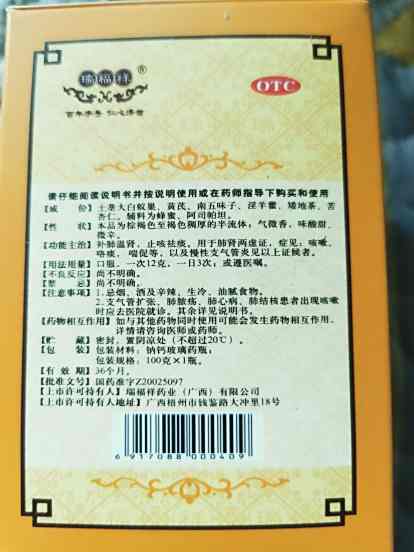 瑞福祥®
百年字号 仁心济世
OTC
请仔细阅读说明书并按说明使用或在药师指导下购买和使用
【成    份】土垄大白蚁巢、黄芪、南五味子、淫羊藿、矮地茶、苦
杏仁。辅料为蜂蜜、阿司帕坦。
【性    状】本品为棕褐色至褐色稠厚的半流体；气微香，味酸甜、
微辛。
【功能主治】补肺温肾，止咳祛痰。用于肺肾两虚证，症见：咳嗽、
咯痰、喘促等，以及慢性支气管炎见以上证候者。
【用法用量】口服，一次12克，一日3次；或遵医嘱。
【不良反应】尚不明确。
【禁    忌】尚不明确。
【注意事项】1.忌烟、酒及辛辣、生冷、油腻食物。
2.支气管扩张、肺脓疡、肺心病、肺结核患者出现咳嗽
时应去医院就诊。其余详见说明书。
【药物相互作用】如与其他药物同时使用可能会发生药物相互作用，
详情请咨询医师或药师。
【贮    藏】密封，置阴凉处（不超过20℃）。
【包    装】包装材料：钠钙玻璃药瓶；
包装规格：100克×1瓶。
【有 效 期】36个月。
【批准文号】国药准字Z20025097
【上市许可持有人】瑞福祥药业（广西）有限公司
【上市许可持有人地址】广西梧州市钱鉴路大冲里18号
6 917088 000409